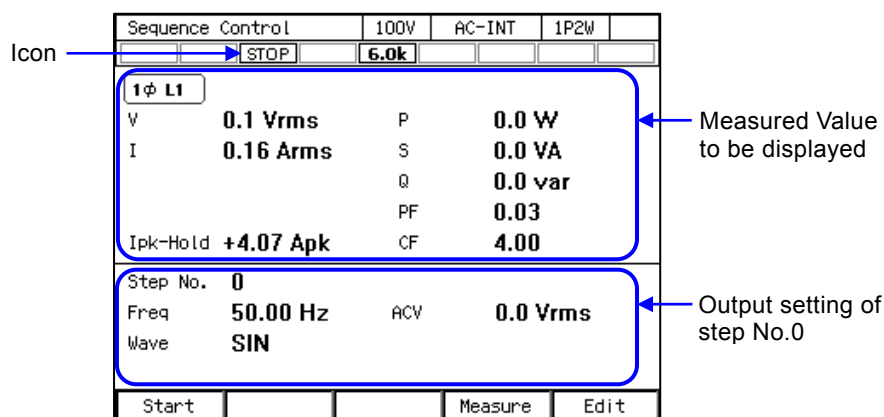 Sequence Control 100V AC-INT 1P2W
Icon STOP 6.0k
1ϕ L1
V 0.1 Vrms P 0.0 W
I 0.16 Arms S 0.0 VA
Q 0.0 var
PF 0.03
Ipk-Hold +4.07 Apk CF 4.00
Measured Value
to be displayed
Step No. 0
Freq 50.00 Hz ACV 0.0 Vrms
Wave SIN
Output setting of
step No.0
Start Measure Edit